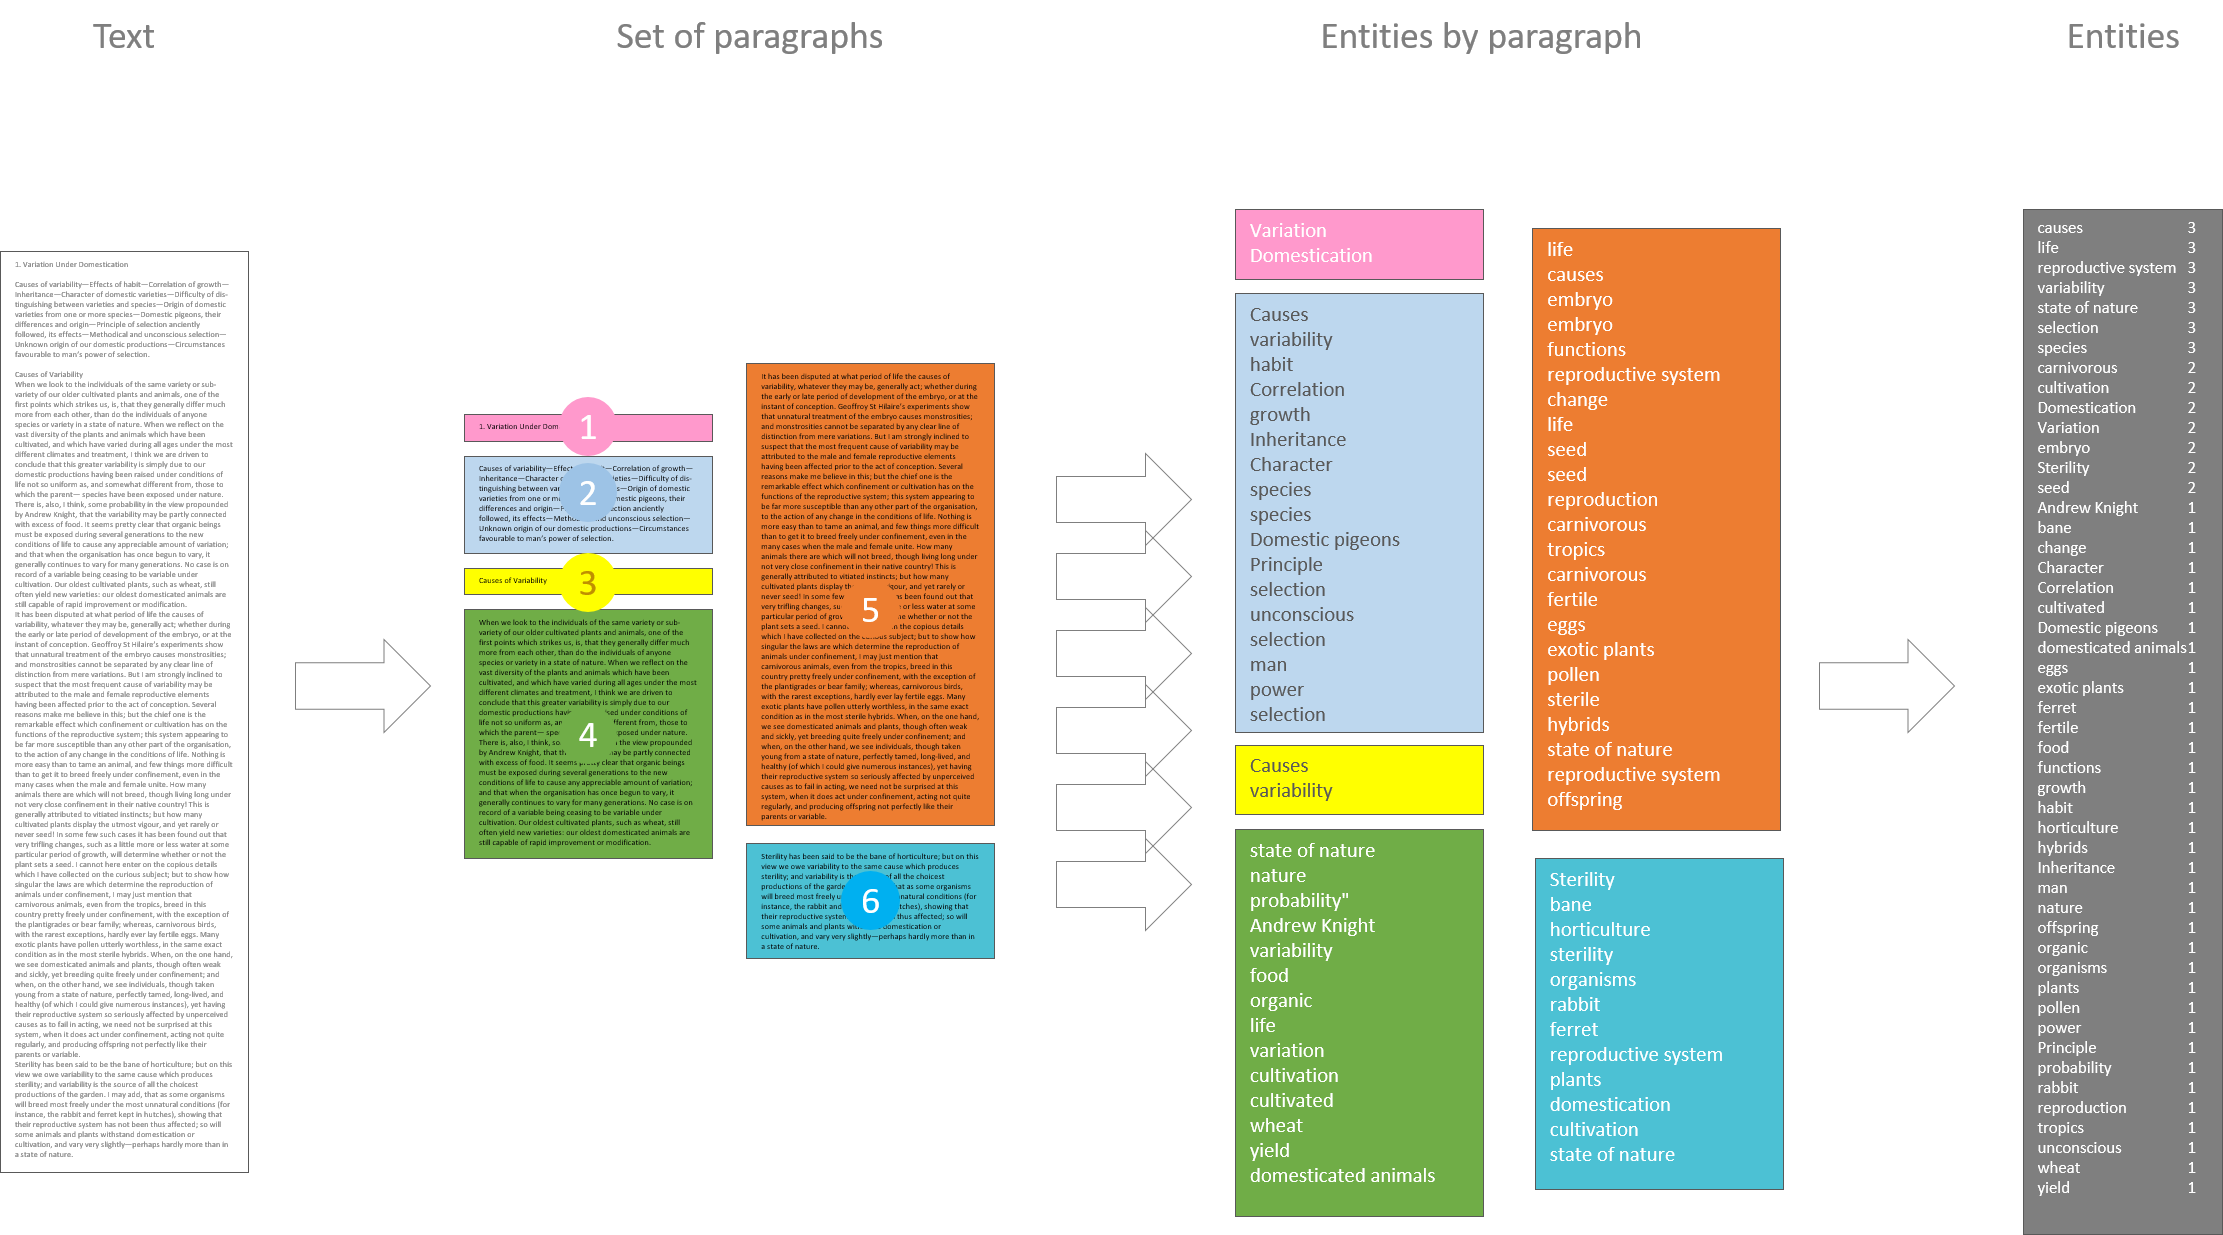 Text
Set of paragraphs
Entities by paragraph
Entities
1. Variation Under Domestication
Causes of variability—Effects of habit—Correlation of growth—
Inheritance—Character of domestic varieties—Difficulty of dis-
tinguishing between varieties and species—Origin of domestic
varieties from one or more species—Domestic pigeons, their
differences and origin—Principle of selection anciently
followed, its effects—Methodical and unconscious selection—
Unknown origin of our domestic productions—Circumstances
favourable to man's power of selection.
Causes of Variability
When we look to the individuals of the same variety or sub-
variety of our older cultivated plants and animals, one of the
first points which strikes us, is, that they generally differ much
more from each other, than do the individuals of anyone
species or variety in a state of nature. When we reflect on the
vast diversity of the plants and animals which have been
cultivated, and which have varied during all ages under the most
different climates and treatment, I think we are driven to
conclude that this greater variability is simply due to our
domestic productions having been raised under conditions of
life not so uniform as, and somewhat different from, those to
which the parent— species have been exposed under nature.
There is, also, I think, some probability in the view propounded
by Andrew Knight, that the variability may be partly connected
with excess of food. It seems pretty clear that organic beings
must be exposed during several generations to the new
conditions of life to cause any appreciable amount of variation;
and that when the organisation has once begun to vary, it
generally continues to vary for many generations. No case is on
record of a variable being ceasing to be variable under
cultivation. Our oldest cultivated plants, such as wheat, still
often yield new varieties: our oldest domesticated animals are
still capable of rapid improvement or modification.
It has been disputed at what period of life the causes of
variability, whatever they may be, generally act; whether during
the early or late period of development of the embryo, or at the
instant of conception. Geoffroy St Hilaire's experiments show
that unnatural treatment of the embryo causes monstrosities;
and monstrosities cannot be separated by any clear line of
distinction from mere variations. But I am strongly inclined to
suspect that the most frequent cause of variability may be
attributed to the male and female reproductive elements
having been affected prior to the act of conception. Several
reasons make me believe in this; but the chief one is the
remarkable effect which confinement or cultivation has on the
functions of the reproductive system; this system appearing to
be far more susceptible than any other part of the organisation,
to the action of any change in the conditions of life. Nothing is
more easy than to tame an animal, and few things more difficult
than to get it to breed freely under confinement, even in the
many cases when the male and female unite. How many
animals there are which will not breed, though living long under
not very close confinement in their native country! This is
generally attributed to vitiated instincts; but how many
cultivated plants display the utmost vigour, and yet rarely or
never seed! In some few such cases it has been found out that
very trifling changes, such as a little more or less water at some
particular period of growth, will determine whether or not the
plant sets a seed. I cannot here enter on the copious details
which I have collected on the curious subject; but to show how
singular the laws are which determine the reproduction of
animals under confinement, I may just mention that
carnivorous animals, even from the tropics, breed in this
country pretty freely under confinement, with the exception of
the plantigrades or bear family; whereas, carnivorous birds,
with the rarest exceptions, hardly ever lay fertile eggs. Many
exotic plants have pollen utterly worthless, in the same exact
condition as in the most sterile hybrids. When, on the one hand,
we see domesticated animals and plants, though often weak
and sickly, yet breeding quite freely under confinement; and
when, on the other hand, we see individuals, though taken
young from a state of nature, perfectly tamed, long-lived, and
healthy (of which I could give numerous instances), yet having
their reproductive system so seriously affected by unperceived
causes as to fail in acting, we need not be surprised at this
system, when it does act under confinement, acting not quite
regularly, and producing offspring not perfectly like their
parents or variable.
Sterility has been said to be the bane of horticulture; but on this
view we owe variability to the same cause which produces
sterility; and variability is the source of all the choicest
productions of the garden. I may add, that as some organisms
will breed most freely under the most unnatural conditions (for
instance, the rabbit and ferret kept in hutches), showing that
their reproductive system has not been thus affected; so will
some animals and plants withstand domestication or
cultivation, and vary very slightly—perhaps hardly more than in
a state of nature.
1. Variation Under Dom
1
Causes of variability—Effec —Correlation of growth—
Inheritance—Character eties—Difficulty of dis-
tinguishing between var s—Origin of domestic
varieties from one or m mestic pigeons, their
differences and origin—P ction anciently
followed, its effects—Metho d unconscious selection—
Unknown origin of our domestic productions—Circumstances
favourable to man's power of selection.
2
Causes of Variability
3
When we look to the individuals of the same variety or sub-
variety of our older cultivated plants and animals, one of the
first points which strikes us, is, that they generally differ much
more from each other, than do the individuals of anyone
species or variety in a state of nature. When we reflect on the
vast diversity of the plants and animals which have been
cultivated, and which have varied during all ages under the most
different climates and treatment, I think we are driven to
conclude that this greater variability is simply due to our
domestic productions havi sed under conditions of
life not so uniform as, an fferent from, those to
which the parent— spe posed under nature.
There is, also, I think, so the view propounded
by Andrew Knight, that th ay be partly connected
with excess of food. It seems pretty clear that organic beings
must be exposed during several generations to the new
conditions of life to cause any appreciable amount of variation;
and that when the organisation has once begun to vary, it
generally continues to vary for many generations. No case is on
record of a variable being ceasing to be variable under
cultivation. Our oldest cultivated plants, such as wheat, still
often yield new varieties: our oldest domesticated animals are
still capable of rapid improvement or modification.
4
It has been disputed at what period of life the causes of
variability, whatever they may be, generally act; whether during
the early or late period of development of the embryo, or at the
instant of conception. Geoffroy St Hilaire's experiments show
that unnatural treatment of the embryo causes monstrosities;
and monstrosities cannot be separated by any clear line of
distinction from mere variations. But I am strongly inclined to
suspect that the most frequent cause of variability may be
attributed to the male and female reproductive elements
having been affected prior to the act of conception. Several
reasons make me believe in this; but the chief one is the
remarkable effect which confinement or cultivation has on the
functions of the reproductive system; this system appearing to
be far more susceptible than any other part of the organisation,
to the action of any change in the conditions of life. Nothing is
more easy than to tame an animal, and few things more difficult
than to get it to breed freely under confinement, even in the
many cases when the male and female unite. How many
animals there are which will not breed, though living long under
not very close confinement in their native country! This is
generally attributed to vitiated instincts; but how many
cultivated plants display th gour, and yet rarely or
never seed! In some few as been found out that
very trifling changes, su or less water at some
particular period of grow ne whether or not the
plant sets a seed. I canno n the copious details
which I have collected on the curious subject; but to show how
singular the laws are which determine the reproduction of
animals under confinement, I may just mention that
carnivorous animals, even from the tropics, breed in this
country pretty freely under confinement, with the exception of
the plantigrades or bear family; whereas, carnivorous birds,
with the rarest exceptions, hardly ever lay fertile eggs. Many
exotic plants have pollen utterly worthless, in the same exact
condition as in the most sterile hybrids. When, on the one hand,
we see domesticated animals and plants, though often weak
and sickly, yet breeding quite freely under confinement; and
when, on the other hand, we see individuals, though taken
young from a state of nature, perfectly tamed, long-lived, and
healthy (of which I could give numerous instances), yet having
their reproductive system so seriously affected by unperceived
causes as to fail in acting, we need not be surprised at this
system, when it does act under confinement, acting not quite
regularly, and producing offspring not perfectly like their
parents or variable.
5
Sterility has been said to be the bane of horticulture; but on this
view we owe variability to the same cause which produces
sterility; and variability is th of all the choicest
productions of the garde hat as some organisms
will breed most freely u natural conditions (for
instance, the rabbit and tches), showing that
their reproductive system thus affected; so will
some animals and plants wi domestication or
cultivation, and vary very slightly—perhaps hardly more than in
a state of nature.
6
Variation
Domestication
Causes
variability
habit
Correlation
growth
Inheritance
Character
species
species
Domestic pigeons
Principle
selection
unconscious
selection
man
power
selection
Causes
variability
state of nature
nature
probability"
Andrew Knight
variability
food
organic
life
variation
cultivation
cultivated
wheat
yield
domesticated animals
life
causes
embryo
embryo
functions
reproductive system
change
life
seed
seed
reproduction
carnivorous
tropics
carnivorous
fertile
eggs
exotic plants
pollen
sterile
hybrids
state of nature
reproductive system
offspring
Sterility
bane
horticulture
sterility
organisms
rabbit
ferret
reproductive system
plants
domestication
cultivation
state of nature
causes 3
life 3
reproductive system 3
variability 3
state of nature 3
selection 3
species 3
carnivorous 2
cultivation 2
Domestication 2
Variation 2
embryo 2
Sterility 2
seed 2
Andrew Knight 1
bane 1
change 1
Character 1
Correlation 1
cultivated 1
Domestic pigeons 1
domesticated animals 1
eggs 1
exotic plants 1
ferret 1
fertile 1
food 1
functions 1
growth 1
habit 1
horticulture 1
hybrids 1
Inheritance 1
man 1
nature 1
offspring 1
organic 1
organisms 1
plants 1
pollen 1
power 1
Principle 1
probability 1
rabbit 1
reproduction 1
tropics 1
unconscious 1
wheat 1
yield 1